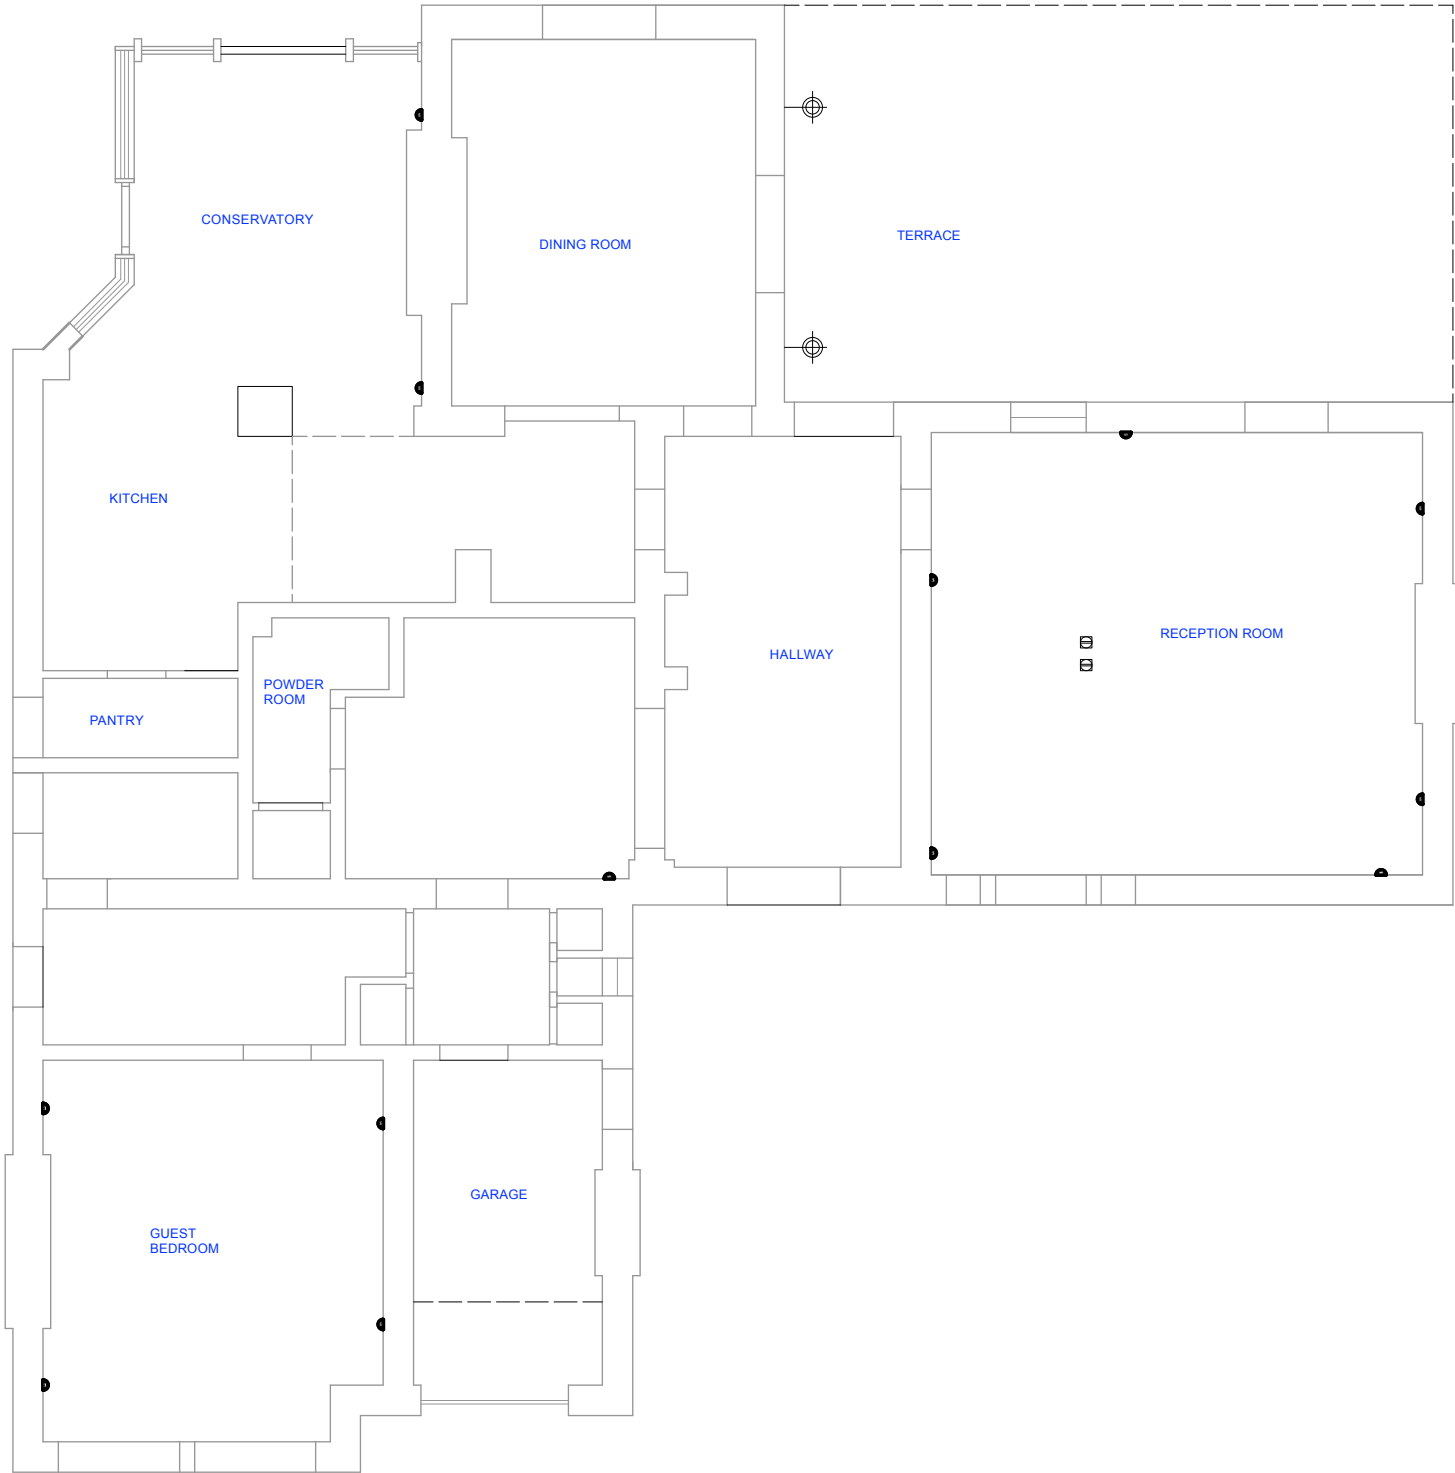 CONSERVATORY
DINING ROOM
TERRACE
KITCHEN
RECEPTION ROOM
HALLWAY
POWDER
ROOM
PANTRY
GARAGE
GUEST
BEDROOM